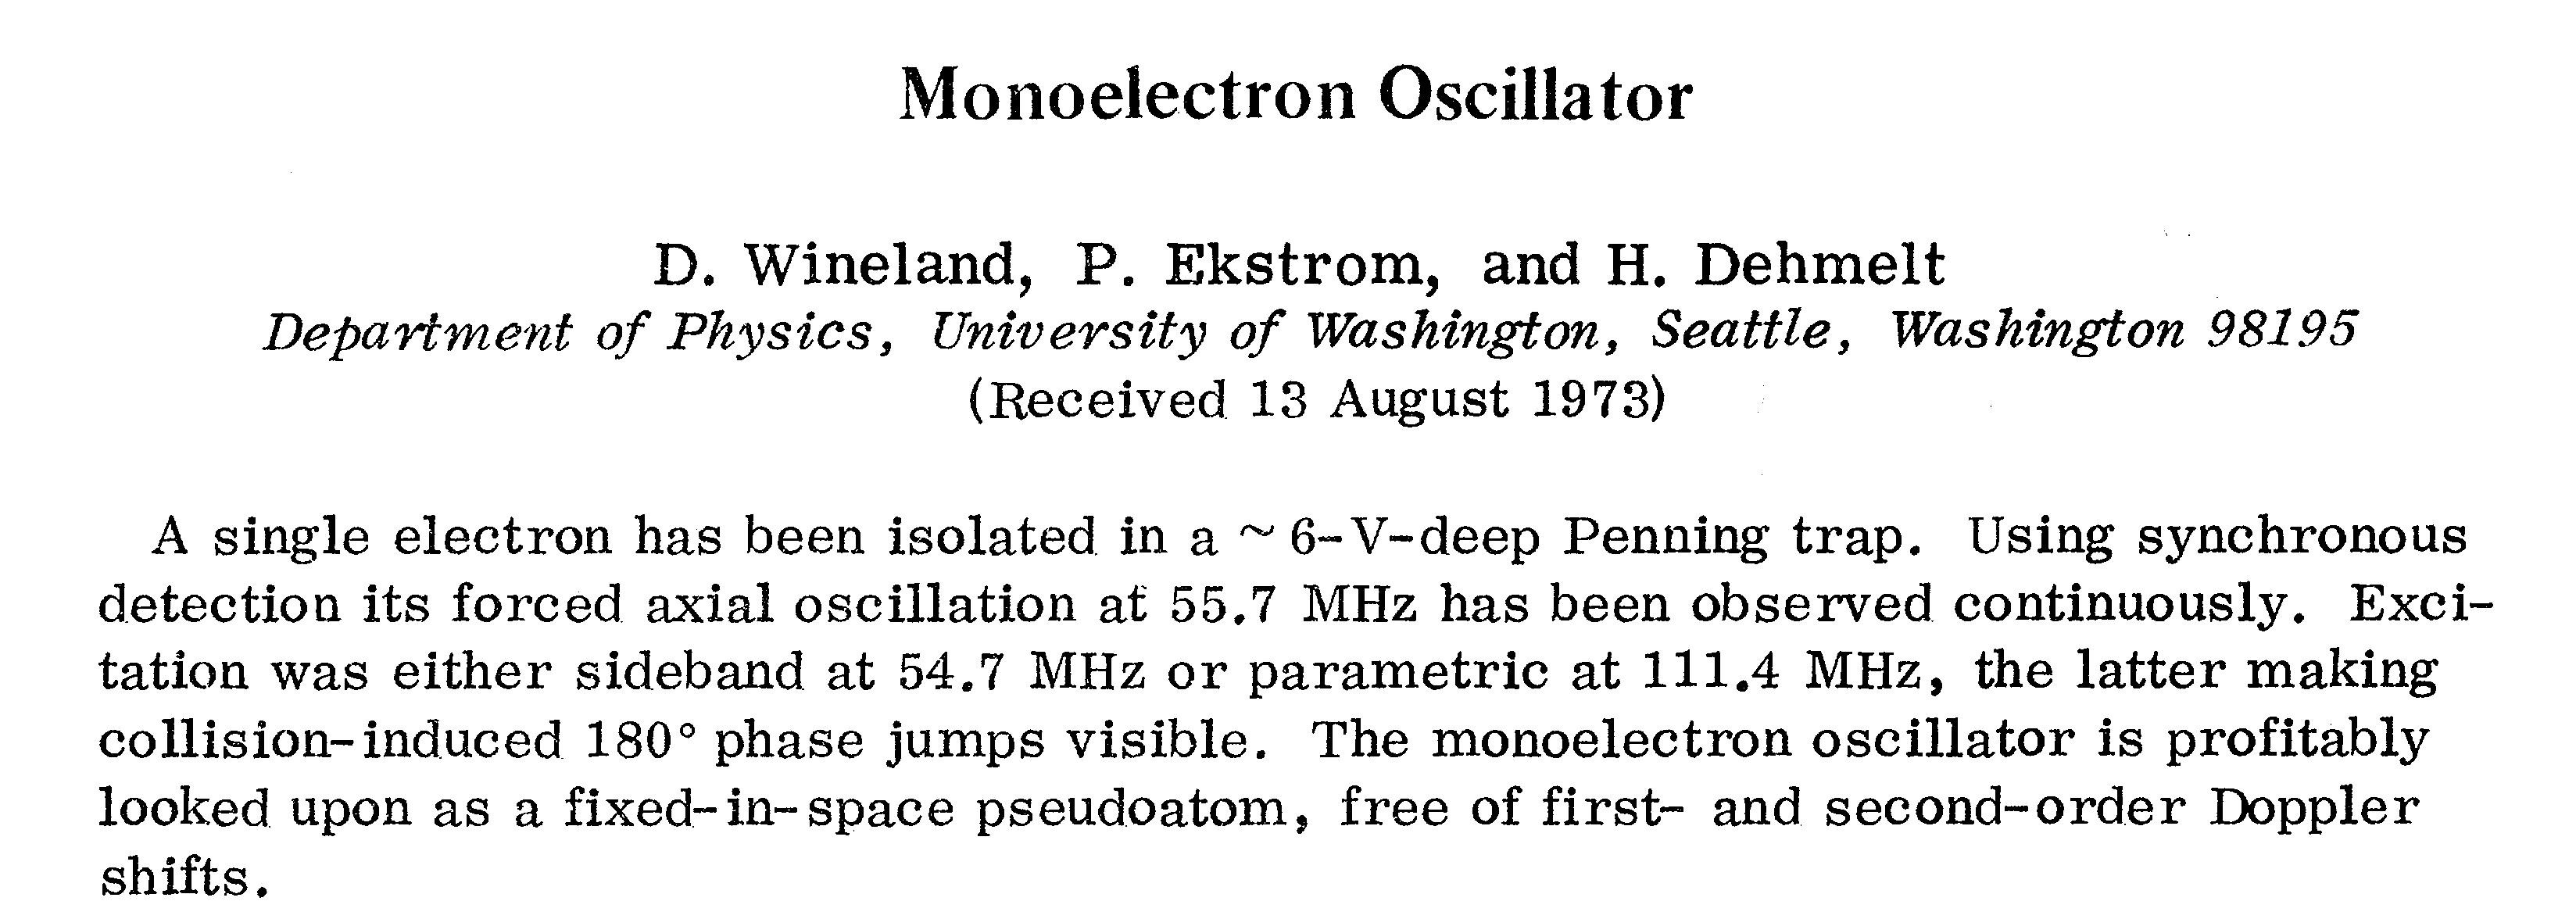 Monoelectron Oscillator
D. Wineland, P. Ekstrom, and H. Dehmelt
Department of Physics, University of Washington, Seattle, Washington 98195
(Received 13 August 1973)
A single electron has been isolated in a ~ 6-V-deep Penning trap. Using synchronous
detection its forced axial oscillation at 55.7 MHz has been observed continuously. Exci-
tation was either sideband at 54.7 MHz or parametric at 111.4 MHz, the latter making
collision-induced 180° phase jumps visible. The monoelectron oscillator is profitably
looked upon as a fixed-in-space pseudoatom, free of first- and second-order Doppler
shifts.